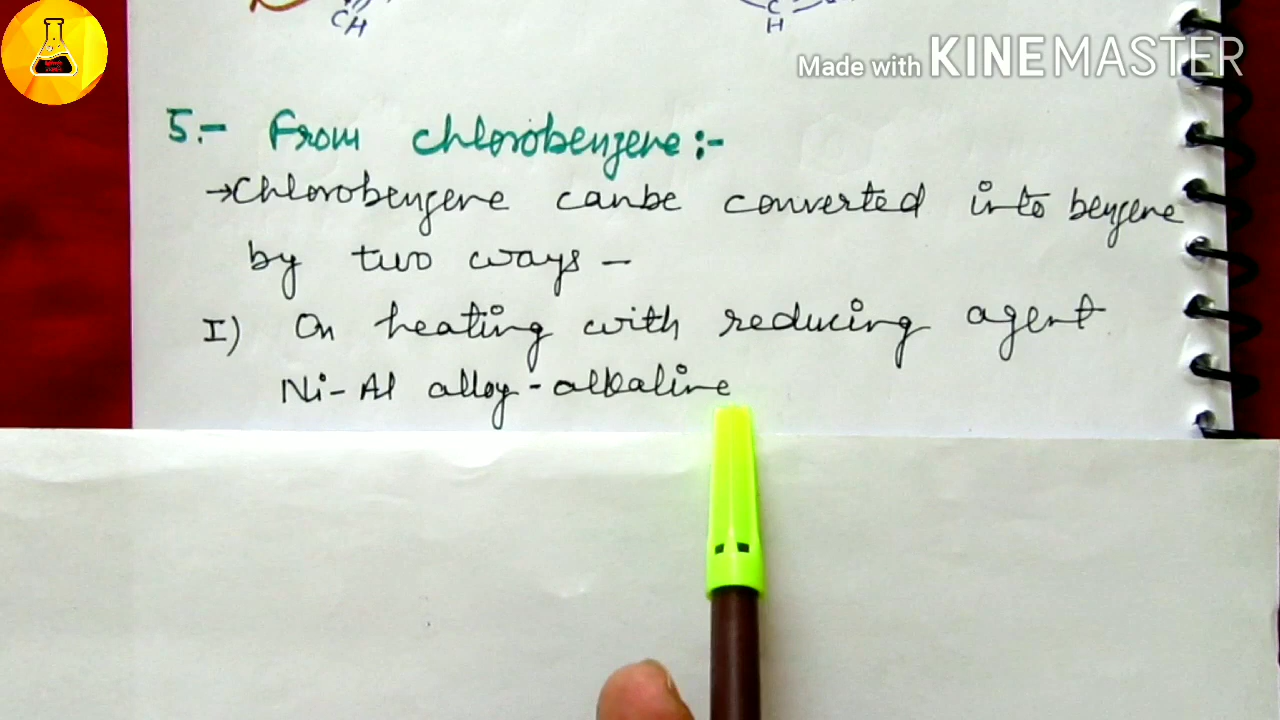 CH
C
H
Made with KINEMASTER
5.- From chlorobenzene:-
→Chlorobenzene canbe converted into benzene
by two ways -
I) On heating with reducing agent
Ni-Al alloy-alkaline